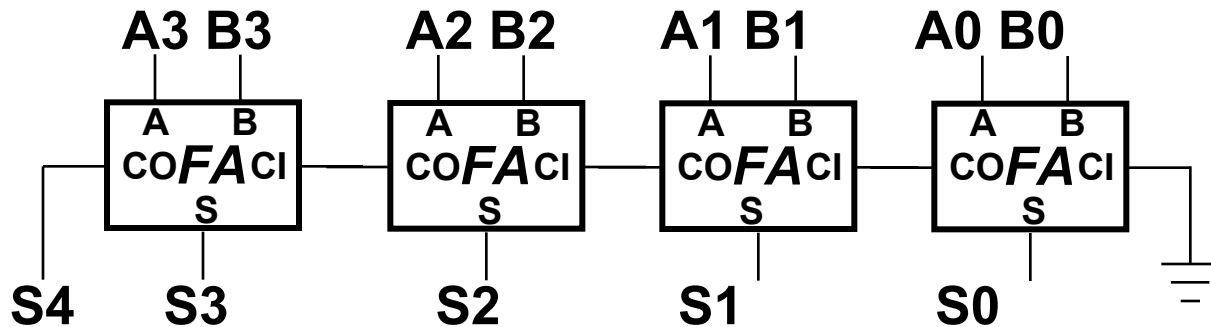 A3 B3 A2 B2 A1 B1 A0 B0
A B A B A B A B
CO FA CI CO FA CI CO FA CI CO FA CI
S S S S
S4 S3 S2 S1 S0